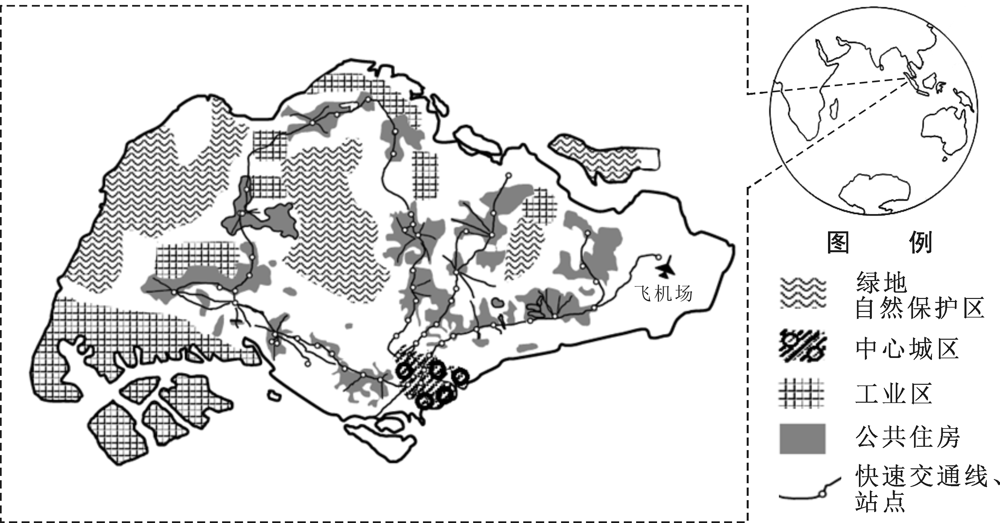 飞机场
图 例
绿地
自然保护区
中心城区
工业区
公共住房
快速交通线、
站点